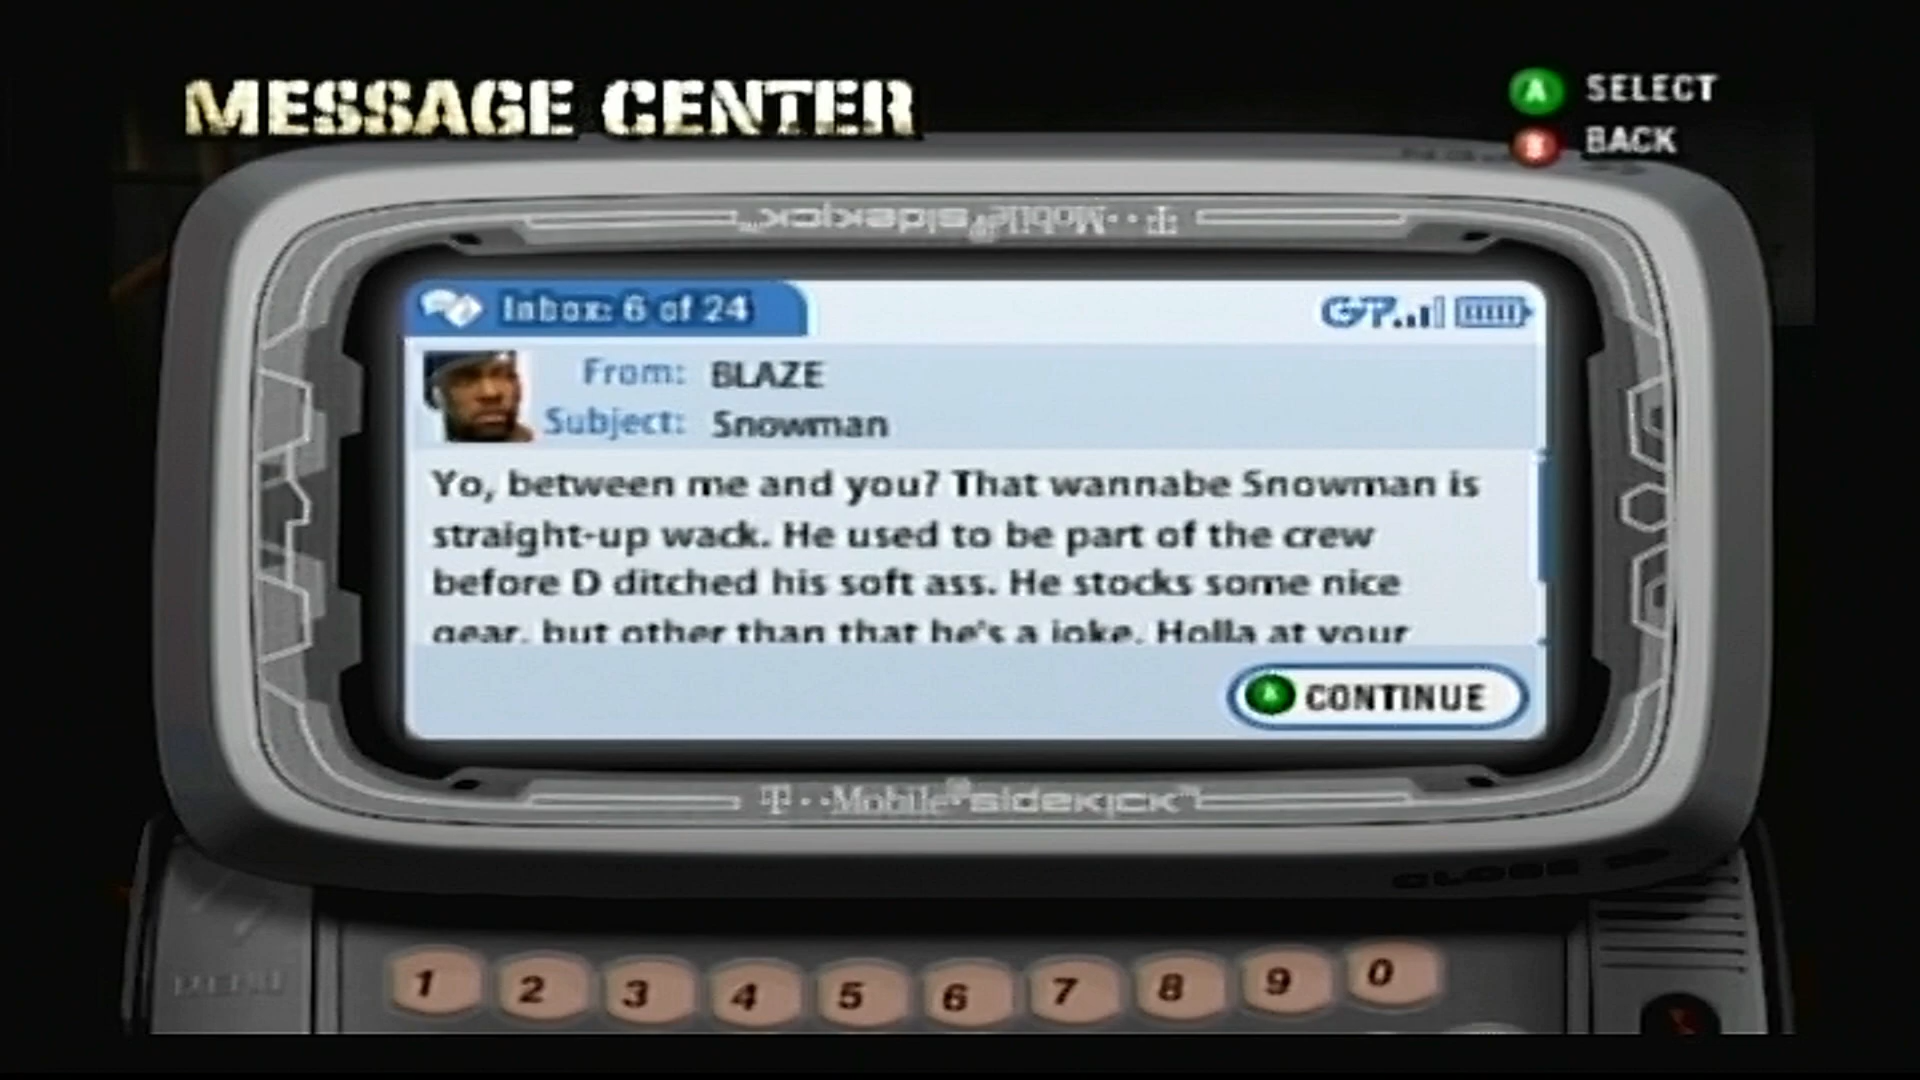 MESSAGE CENTER
A SELECT
B BACK
T··Mobile® sidekick™
Inbox: 6 of 24
From: BLAZE
Subject: Snowman
Yo, between me and you? That wannabe Snowman is
straight-up wack. He used to be part of the crew
before D ditched his soft ass. He stocks some nice
gear, but other than that he's a joke. Holla at your
A CONTINUE
T··Mobile® sidekick™
MENU
1 2 3 4 5 6 7 8 9 0